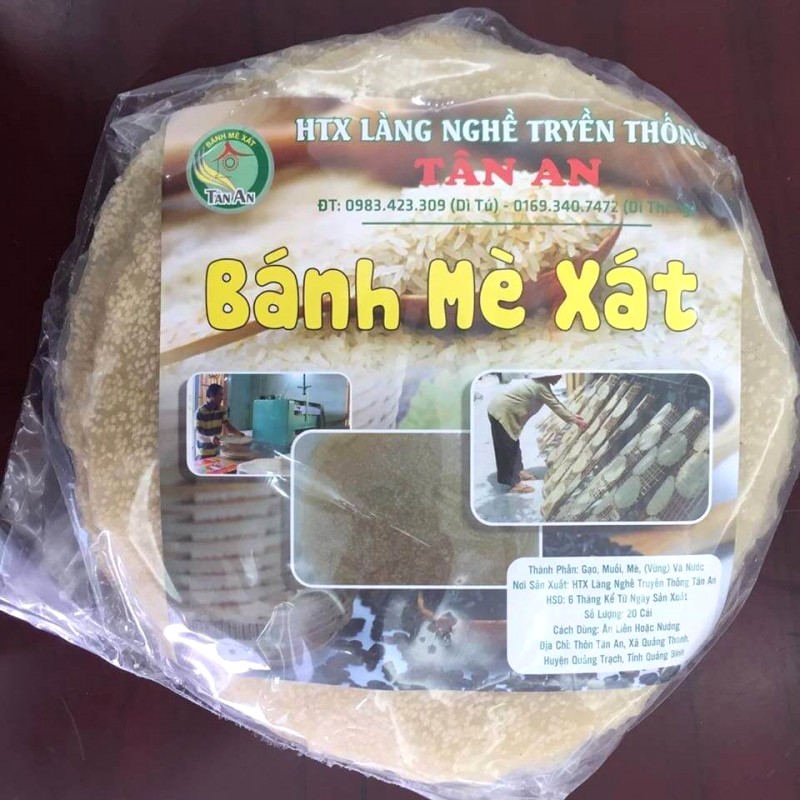 BÁNH MÈ XÁT
TÂN AN
HTX LÀNG NGHỀ TRYỀN THỐNG
TÂN AN
ĐT: 0983.423.309 (Dì Tú) - 0169.340.7472 (Dì
Bánh Mè Xát
Thành Phần: Gạo, Muối, Mè, (Vừng) Và Nước
Nơi Sản Xuất: HTX Làng Nghề Truyền Thống Tân An
HSD: 6 Tháng Kể Từ Ngày Sản Xuất
Số Lượng: 20 Cái
Cách Dùng: Ăn Liền Hoặc Nướng
Địa Chỉ: Thôn Tân An, Xã Quảng Thanh,
Huyện Quảng Trạch, Tỉnh Quảng Bình